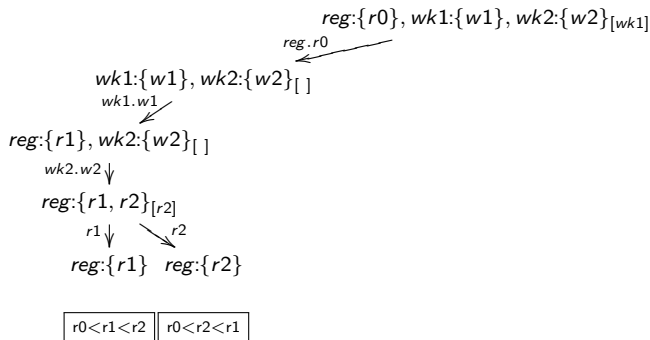 reg:{r0}, wk1:{w1}, wk2:{w2}[wk1]
reg.r0
wk1:{w1}, wk2:{w2}[ ]
wk1.w1
reg:{r1}, wk2:{w2}[ ]
wk2.w2
reg:{r1, r2}[r2]
r1 r2
reg:{r1} reg:{r2}
r0<r1<r2 r0<r2<r1